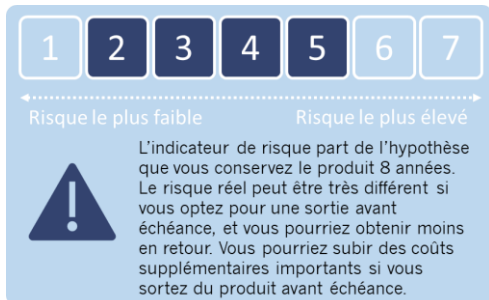 1 2 3 4 5 6 7
Risque le plus faible Risque le plus élevé
L'indicateur de risque part de l'hypothèse
que vous conservez le produit 8 années.
Le risque réel peut être très différent si
vous optez pour une sortie avant
échéance, et vous pourriez obtenir moins
en retour. Vous pourriez subir des coûts
supplémentaires importants si vous
sortez du produit avant échéance.